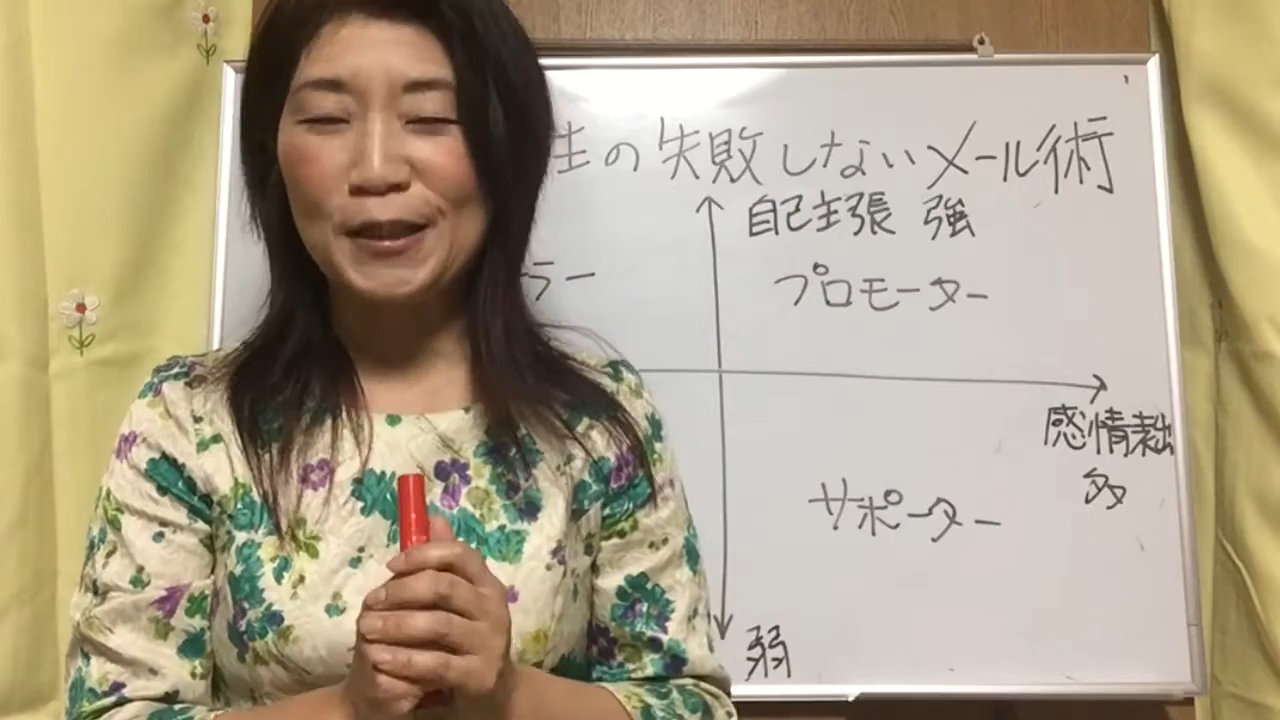 生の失敗しないメール術
自己主張 強
ラー
プロモーター
感情表出
多
サポーター
弱